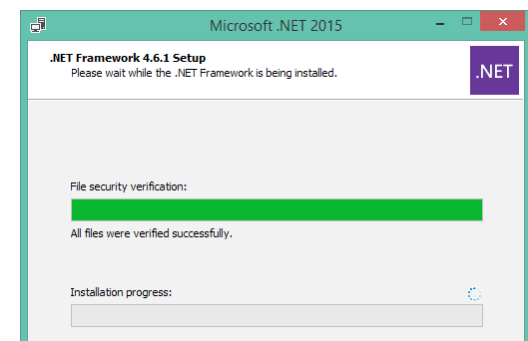 Microsoft .NET 2015
.NET Framework 4.6.1 Setup
Please wait while the .NET Framework is being installed.
.NET
File security verification:
All files were verified successfully.
Installation progress: